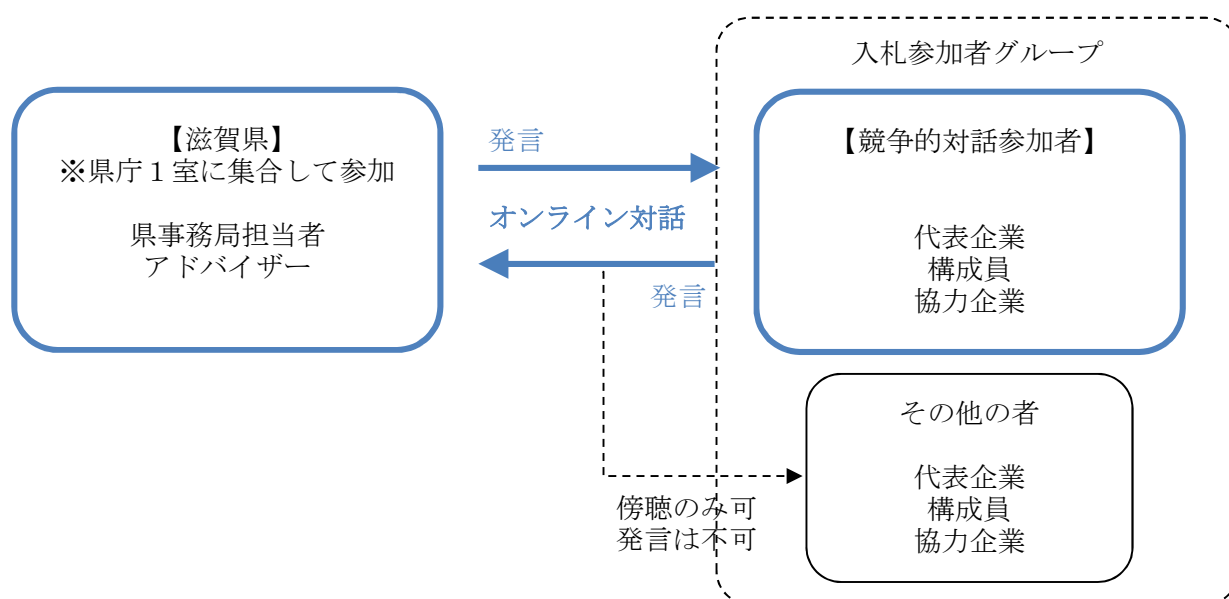 入札参加者グループ
【滋賀県】
※県庁１室に集合して参加
県事務局担当者
アドバイザー
発言
オンライン対話
発言
【競争的対話参加者】
代表企業
構成員
協力企業
その他の者
代表企業
構成員
協力企業
傍聴のみ可
発言は不可